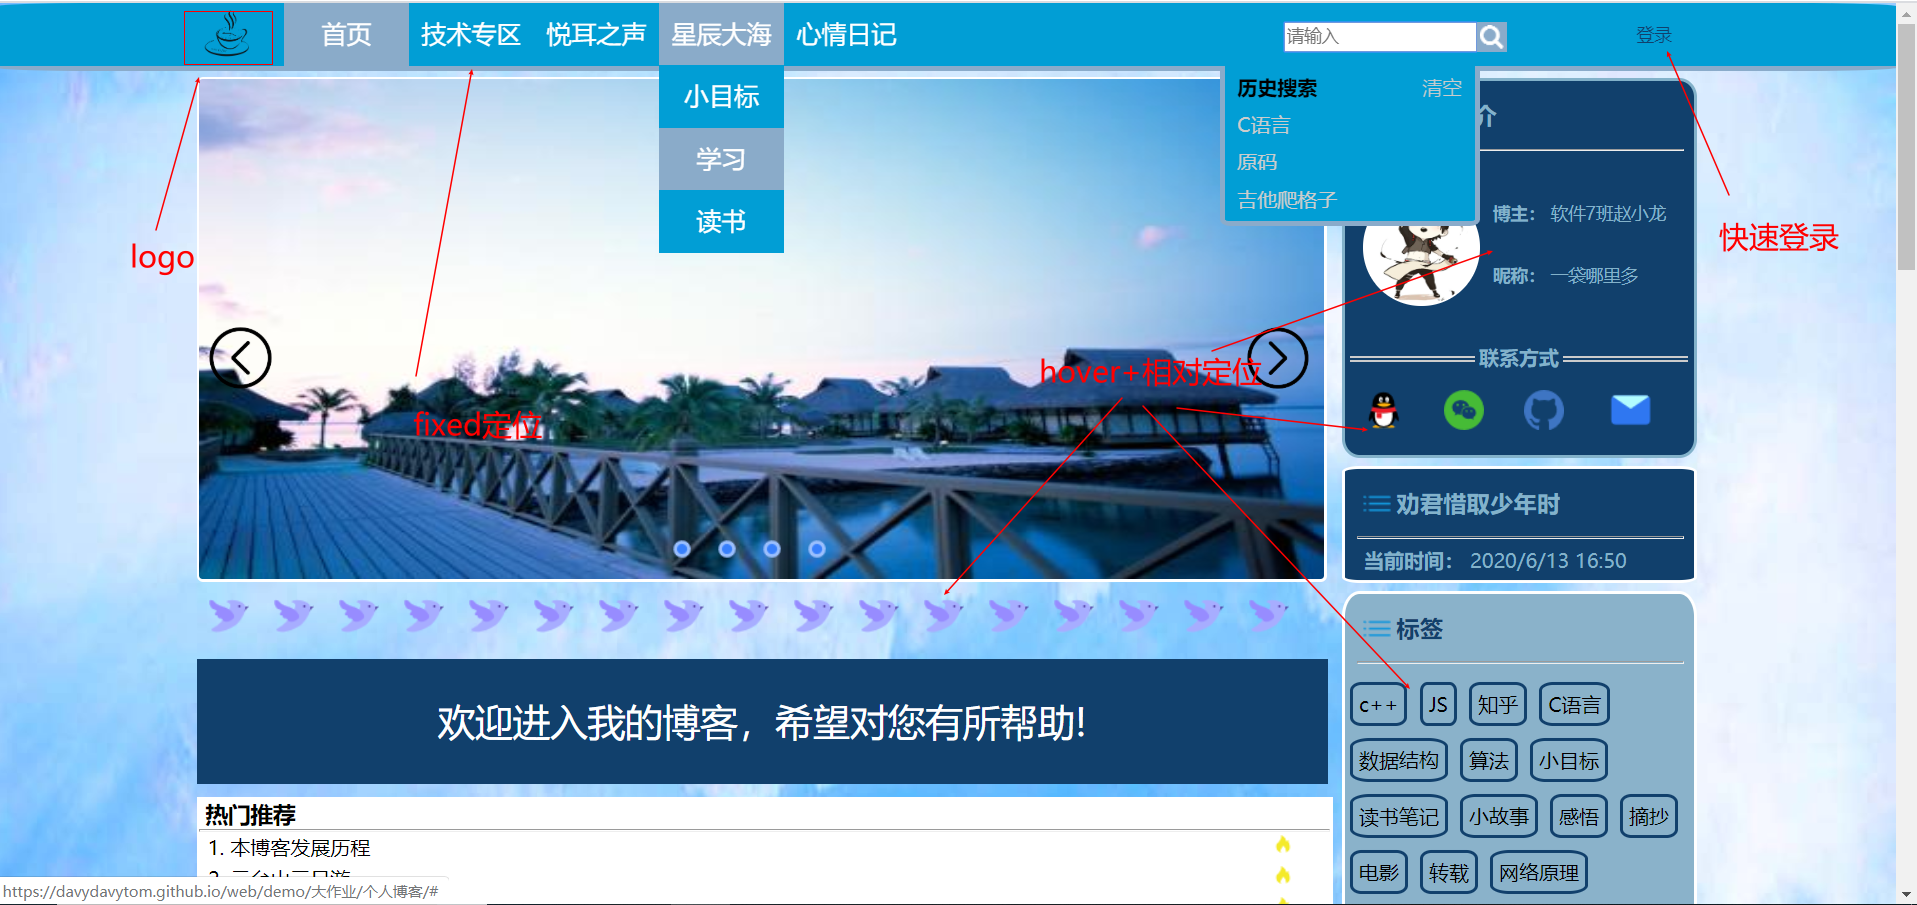 首页
技术专区
悦耳之声
星辰大海
心情日记
请输入
登录
小目标
学习
读书
历史搜索
清空
C语言
原码
吉他爬格子
介
博主： 软件7班赵小龙
昵称： 一袋哪里多
联系方式
logo
fixed定位
hover+相对定位
快速登录
劝君惜取少年时
当前时间： 2020/6/13 16:50
标签
c++
JS
知乎
C语言
数据结构
算法
小目标
读书笔记
小故事
感悟
摘抄
电影
转载
网络原理
欢迎进入我的博客，希望对您有所帮助!
热门推荐
1. 本博客发展历程
https://davydavytom.github.io/web/demo/大作业/个人博客/#